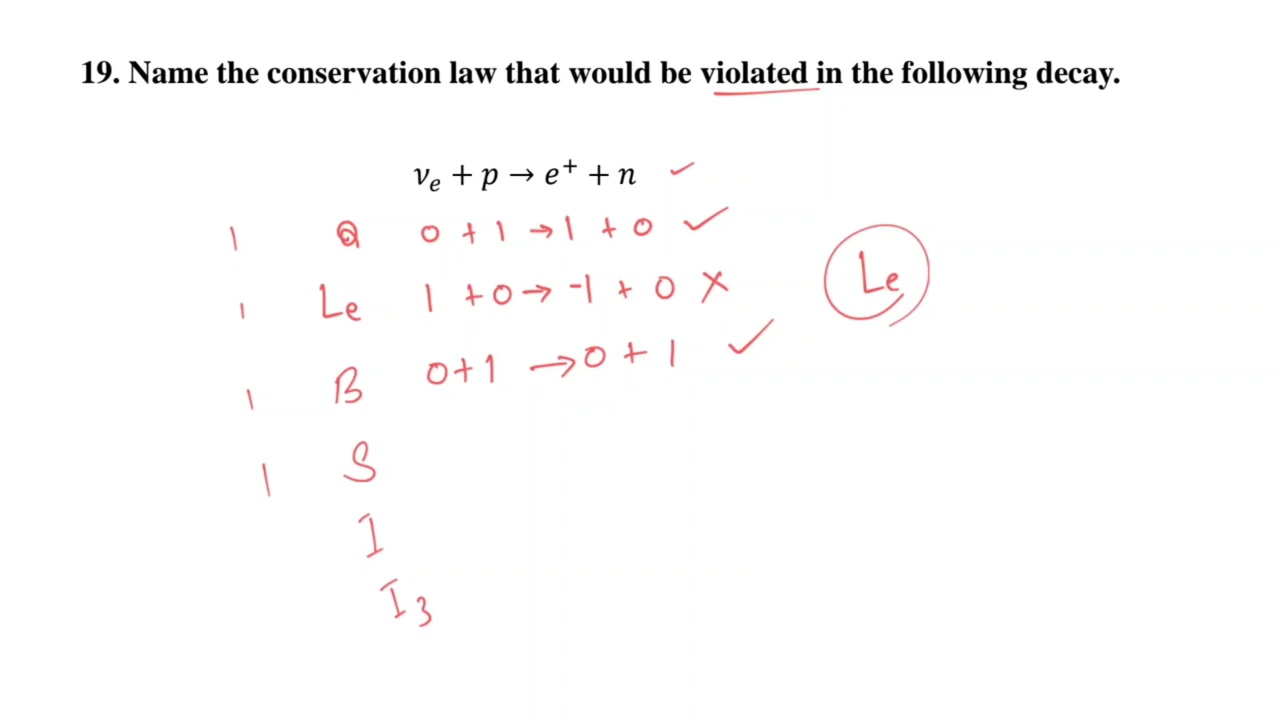 19. Name the conservation law that would be violated in the following decay.
νₑ + p → e⁺ + n ✓
1 Q 0 + 1 → 1 + 0 ✓
Le
1 Le 1 + 0 → -1 + 0 ×
1 B 0 + 1 → 0 + 1 ✓
1 S
I
I₃